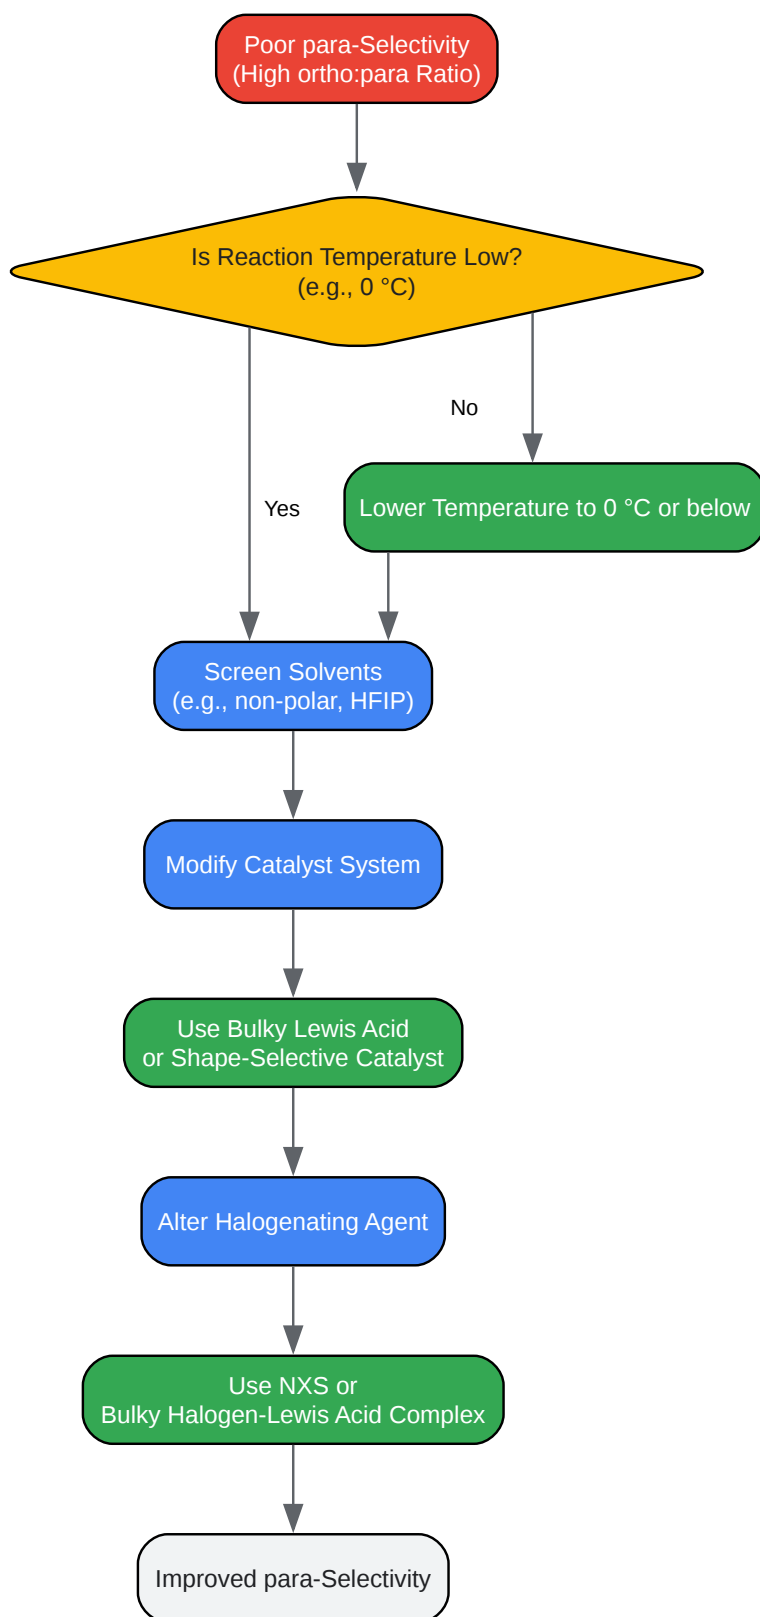 Poor para-Selectivity
(High ortho:para Ratio)
Is Reaction Temperature Low?
(e.g., 0 °C)
No
Lower Temperature to 0 °C or below
Yes
Screen Solvents
(e.g., non-polar, HFIP)
Modify Catalyst System
Use Bulky Lewis Acid
or Shape-Selective Catalyst
Alter Halogenating Agent
Use NXS or
Bulky Halogen-Lewis Acid Complex
Improved para-Selectivity